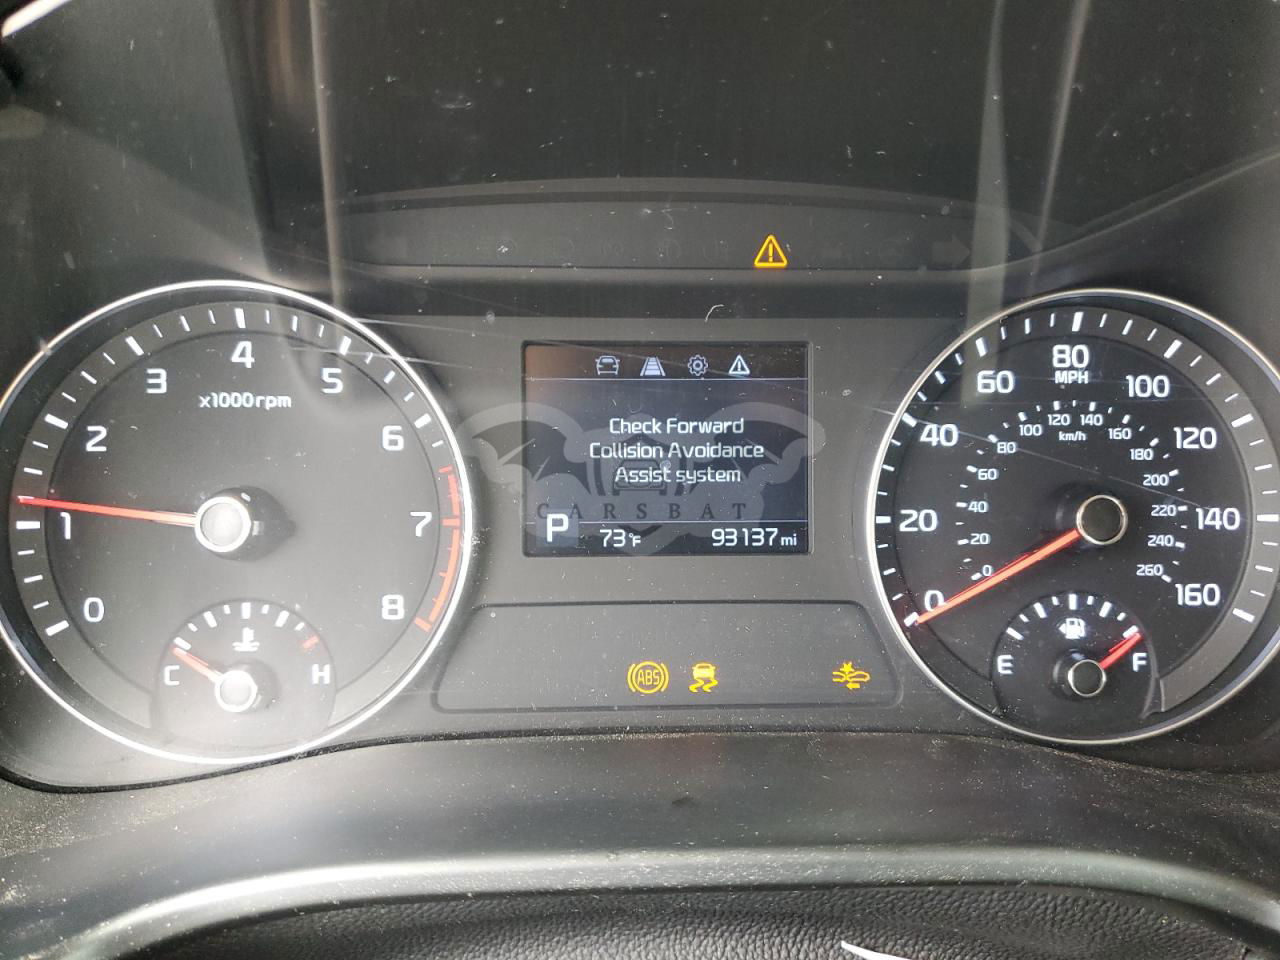 0
1
2
3
4
5
6
7
8
x1000rpm
C
H
Check Forward
Collision Avoidance
Assist system
CARSBAT
P
73°F
93137 mi
ABS
0
20
40
60
80
100
120
140
160
MPH
0
20
40
60
80
100
120
140
160
180
200
220
240
260
km/h
E
F